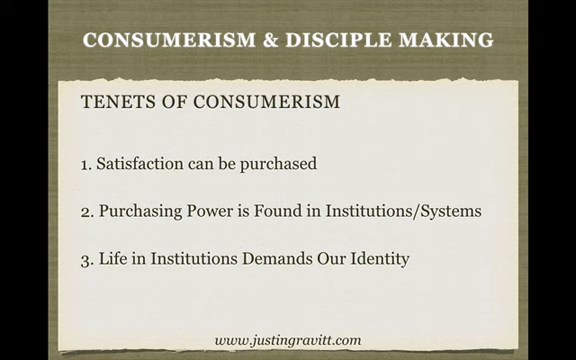 CONSUMERISM & DISCIPLE MAKING
TENETS OF CONSUMERISM
1. Satisfaction can be purchased
2. Purchasing Power is Found in Institutions/Systems
3. Life in Institutions Demands Our Identity
www.justingravitt.com